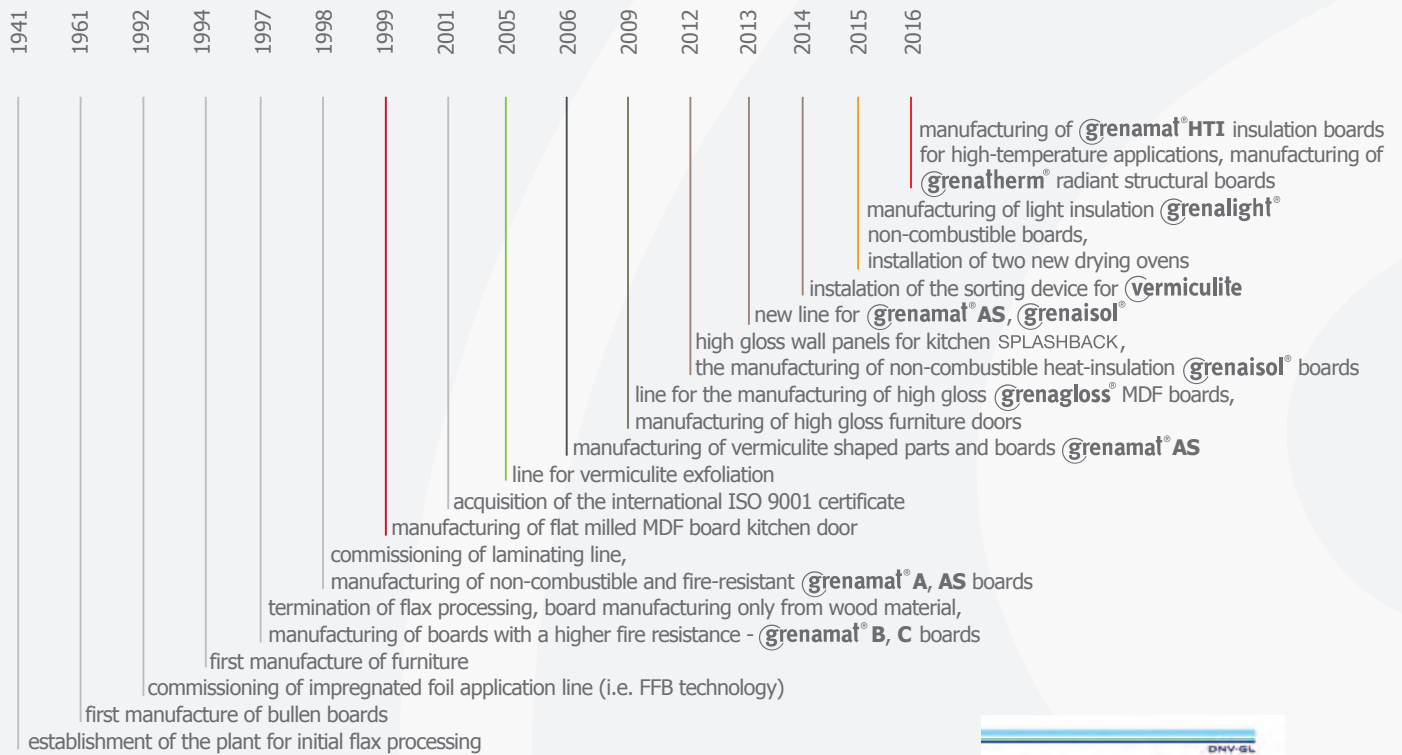 1941
1961
1992
1994
1997
1998
1999
2001
2005
2006
2009
2012
2013
2014
2015
2016
manufacturing of grenamat® HTI insulation boards
for high-temperature applications, manufacturing of
grenatherm® radiant structural boards
manufacturing of light insulation grenalight®
non-combustible boards,
installation of two new drying ovens
instalation of the sorting device for vermiculite
new line for grenamat® AS, grenaisol®
high gloss wall panels for kitchen SPLASHBACK,
the manufacturing of non-combustible heat-insulation grenaisol® boards
line for the manufacturing of high gloss grenagloss® MDF boards,
manufacturing of high gloss furniture doors
manufacturing of vermiculite shaped parts and boards grenamat® AS
line for vermiculite exfoliation
acquisition of the international ISO 9001 certificate
manufacturing of flat milled MDF board kitchen door
commissioning of laminating line,
manufacturing of non-combustible and fire-resistant grenamat® A, AS boards
termination of flax processing, board manufacturing only from wood material,
manufacturing of boards with a higher fire resistance - grenamat® B, C boards
first manufacture of furniture
commissioning of impregnated foil application line (i.e. FFB technology)
first manufacture of bullen boards
establishment of the plant for initial flax processing
DNV·GL